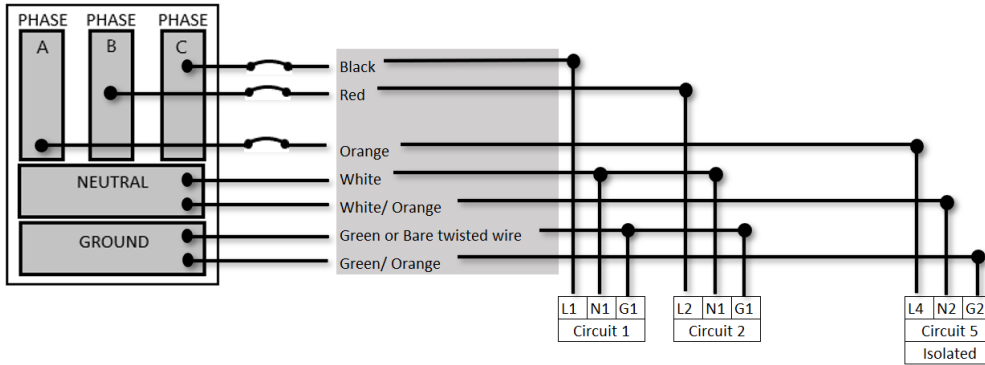 PHASE PHASE PHASE
A B C
Black
Red
Orange
NEUTRAL
White
White/ Orange
GROUND
Green or Bare twisted wire
Green/ Orange
L1 N1 G1 L2 N1 G1 L4 N2 G2
Circuit 1 Circuit 2 Circuit 5
Isolated